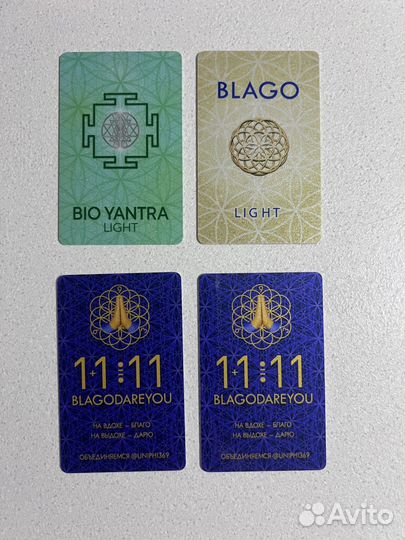 BIO YANTRA
LIGHT
BLAGO
LIGHT
11+:11
BLAGODAREYOU
НА ВДОХЕ – БЛАГО
НА ВЫДОХЕ – ДАРЮ
ОБЪЕДИНЯЕМСЯ @UNIPHI369
11+:11
BLAGODAREYOU
НА ВДОХЕ – БЛАГО
НА ВЫДОХЕ – ДАРЮ
ОБЪЕДИНЯЕМСЯ @UNIPHI369
Avito